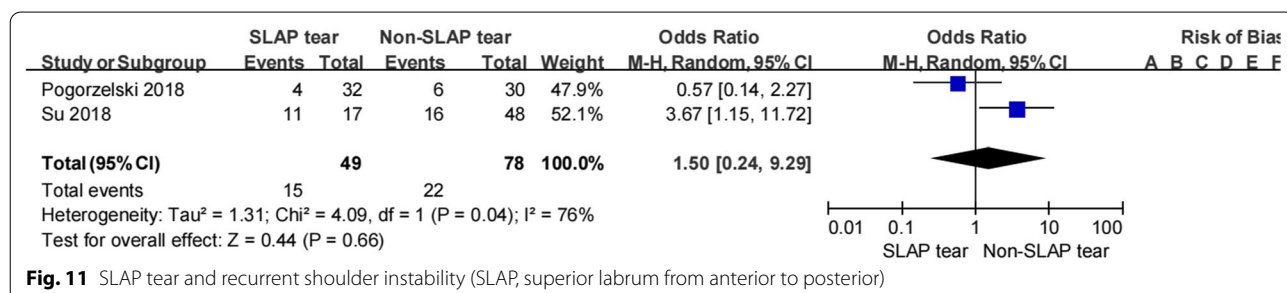 SLAP tear Non-SLAP tear Odds Ratio Odds Ratio Risk of Bias
Study or Subgroup Events Total Events Total Weight M-H, Random, 95% CI M-H, Random, 95% CI A B C D E F
Pogorzelski 2018 4 32 6 30 47.9% 0.57 [0.14, 2.27]
Su 2018 11 17 16 48 52.1% 3.67 [1.15, 11.72]
Total (95% CI) 49 78 100.0% 1.50 [0.24, 9.29]
Total events 15 22
Heterogeneity: Tau² = 1.31; Chi² = 4.09, df = 1 (P = 0.04); I² = 76%
Test for overall effect: Z = 0.44 (P = 0.66)
0.01 0.1 1 10 100
SLAP tear Non-SLAP tear
Fig. 11 SLAP tear and recurrent shoulder instability (SLAP, superior labrum from anterior to posterior)